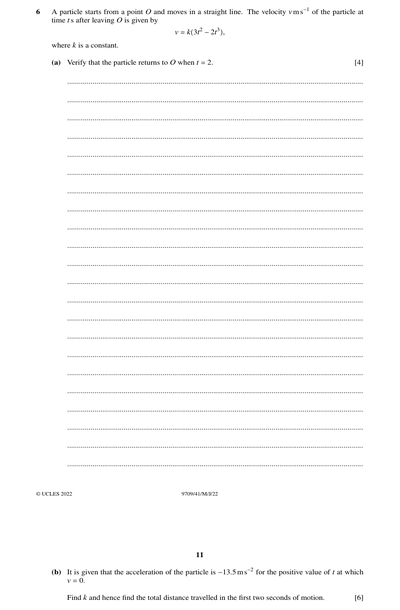 6 A particle starts from a point O and moves in a straight line. The velocity v m s⁻¹ of the particle at
time t s after leaving O is given by
v = k(3t² − 2t³),
where k is a constant.
(a) Verify that the particle returns to O when t = 2. [4]
© UCLES 2022 9709/41/M/J/22
11
(b) It is given that the acceleration of the particle is −13.5 m s⁻² for the positive value of t at which
v = 0.
Find k and hence find the total distance travelled in the first two seconds of motion. [6]